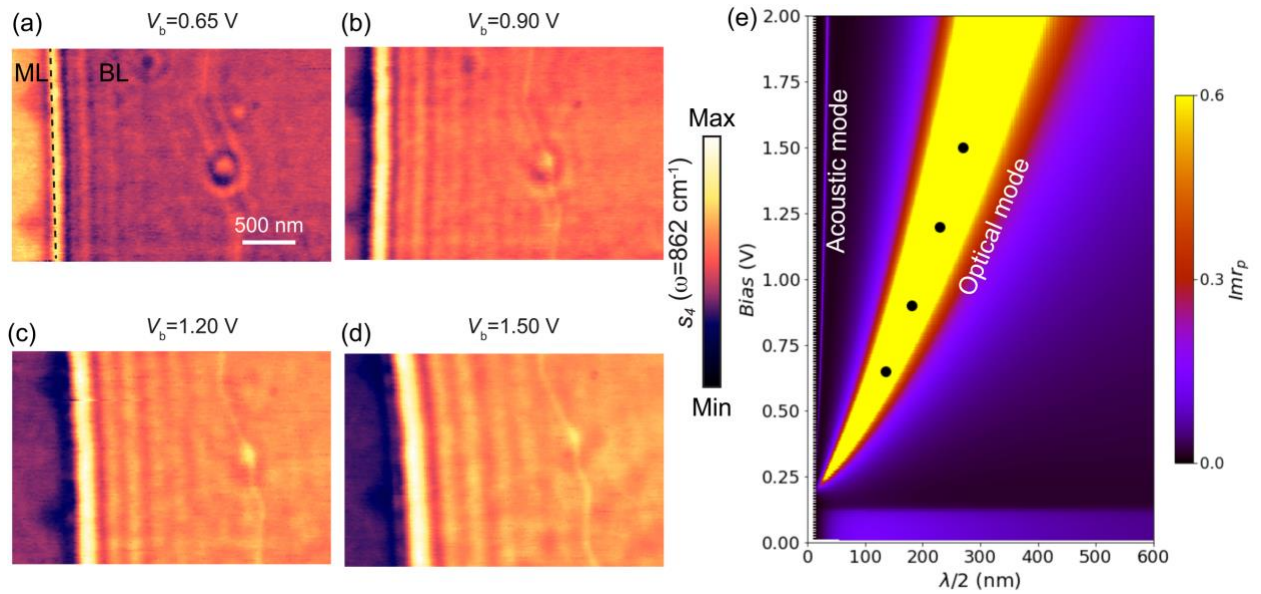 (a)
V_b=0.65 V
ML
BL
500 nm
(b)
V_b=0.90 V
(c)
V_b=1.20 V
(d)
V_b=1.50 V
Max
s_4 (ω=862 cm^-1)
Min
(e)
2.00
1.75
1.50
1.25
1.00
0.75
0.50
0.25
0.00
Bias (V)
Acoustic mode
Optical mode
0 100 200 300 400 500 600
λ/2 (nm)
0.6
0.3
0.0
Imr_p